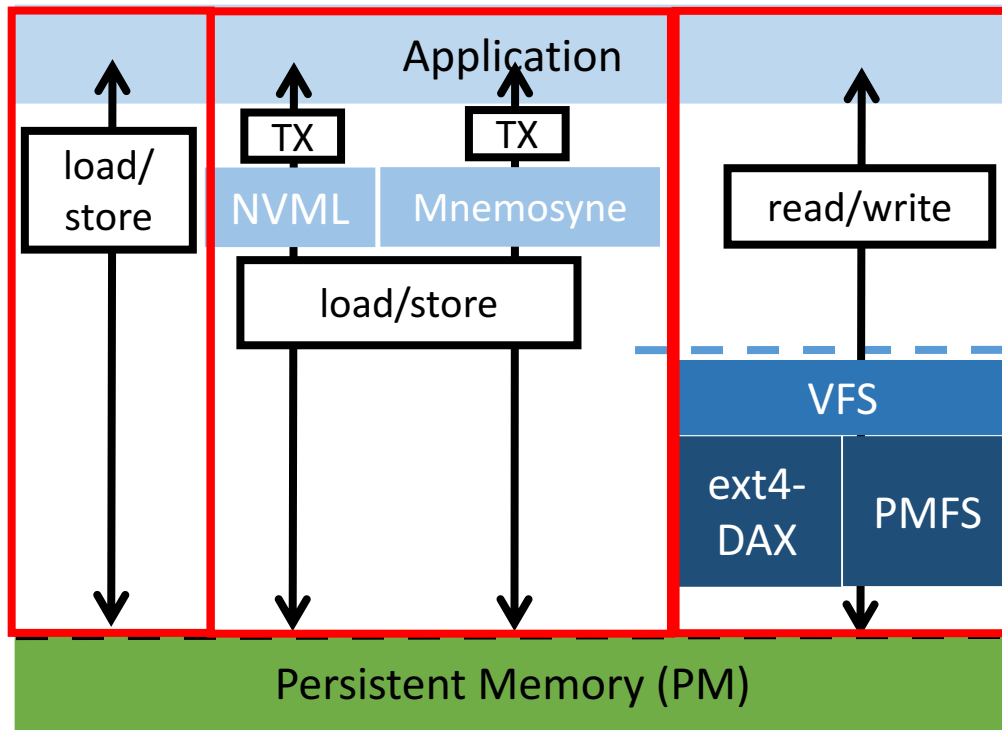 Application
load/
store
TX
TX
NVML
Mnemosyne
load/store
read/write
VFS
ext4-
DAX
PMFS
Persistent Memory (PM)